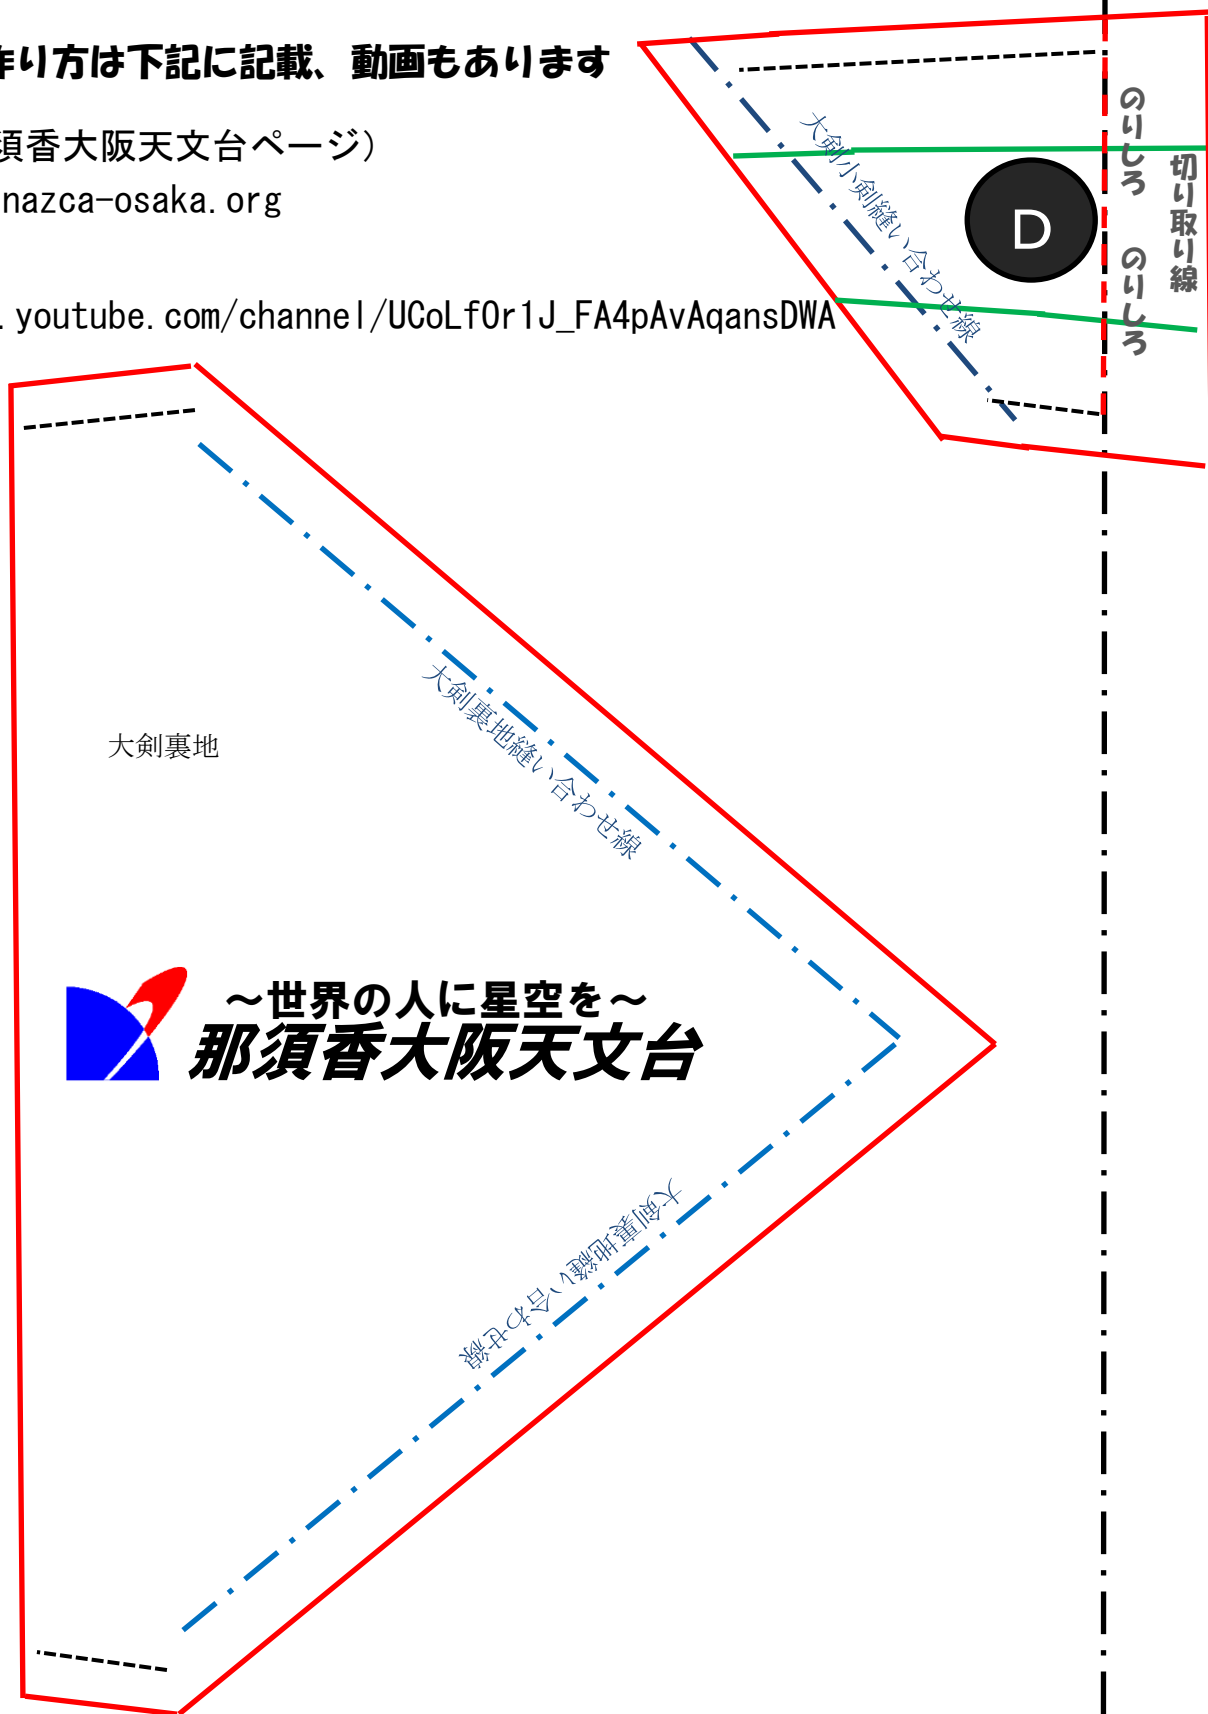 作り方は下記に記載、動画もあります
須香大阪天文台ページ）
nazca-osaka.org
.youtube.com/channel/UCoLfOr1J_FA4pAvAqansDWA
大剣小剣縫い合わせ線
D
のりしろ のりしろ
切り取り線
大剣裏地縫い合わせ線
大剣裏地
～世界の人に星空を～
那須香大阪天文台
大剣裏地縫い合わせ線